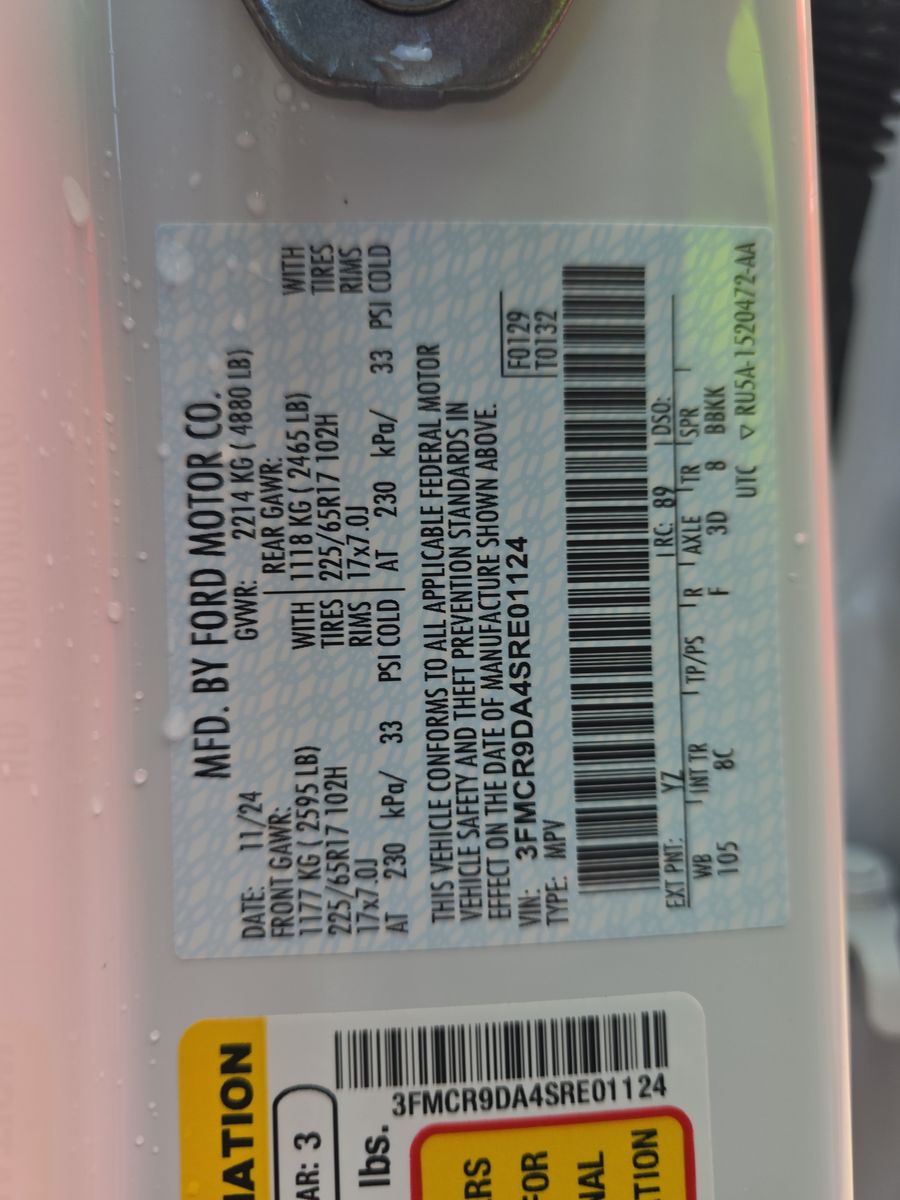 MFD. BY FORD MOTOR CO.
DATE: 11/24 GVWR: 2214 KG ( 4880 LB)
FRONT GAWR: REAR GAWR:
1177 KG ( 2595 LB) WITH 1118 KG ( 2465 LB) WITH
225/65R17 102H TIRES 225/65R17 102H TIRES
17x7.0J RIMS 17x7.0J RIMS
AT 230 kPa/ 33 PSI COLD AT 230 kPa/ 33 PSI COLD
THIS VEHICLE CONFORMS TO ALL APPLICABLE FEDERAL MOTOR
VEHICLE SAFETY AND THEFT PREVENTION STANDARDS IN
EFFECT ON THE DATE OF MANUFACTURE SHOWN ABOVE.
VIN: 3FMCR9DA4SRE01124 F0129
TYPE: MPV T0132
EXT PNT: YZ RC: 89 DSO:
WB INT TR TP/PS R AXLE TR SPR
105 8C F 3D 8 BBKK
UTC ▽ RU5A-1520472-AA
MATION
AR: 3
3FMCR9DA4SRE01124
lbs.
RS
FOR
NAL
TION